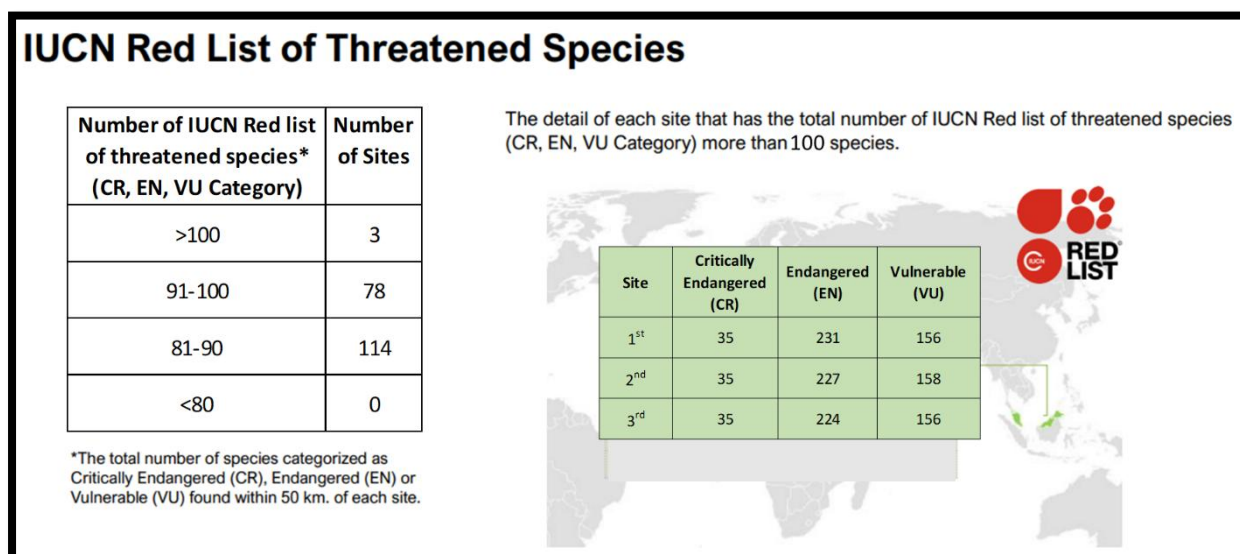 IUCN Red List of Threatened Species
Number of IUCN Red list
of threatened species*
(CR, EN, VU Category)
Number
of Sites
>100 3
91-100 78
81-90 114
<80 0
*The total number of species categorized as
Critically Endangered (CR), Endangered (EN) or
Vulnerable (VU) found within 50 km. of each site.
The detail of each site that has the total number of IUCN Red list of threatened species
(CR, EN, VU Category) more than 100 species.
IUCN
RED
LIST
Site
Critically
Endangered
(CR)
Endangered
(EN)
Vulnerable
(VU)
1st 35 231 156
2nd 35 227 158
3rd 35 224 156